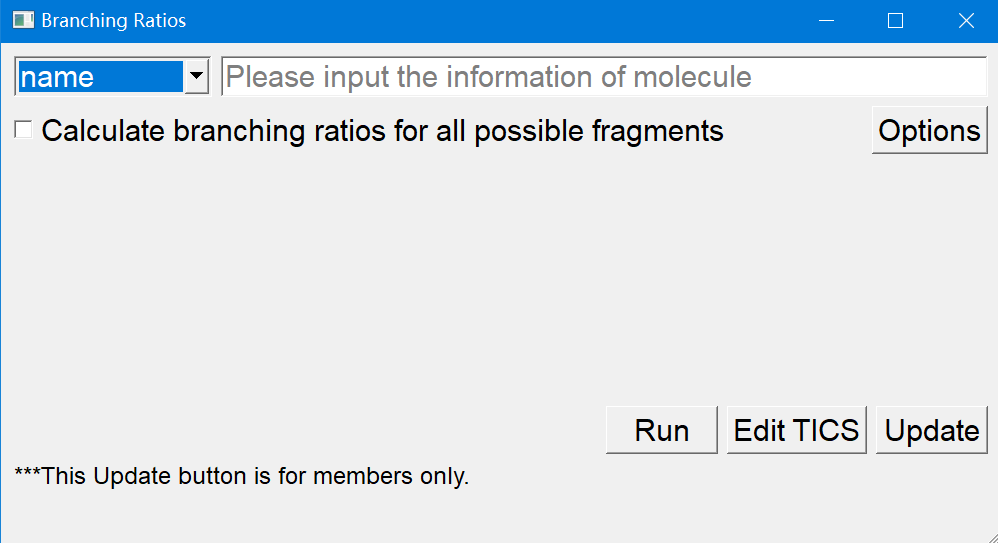 Branching Ratios
name Please input the information of molecule
Calculate branching ratios for all possible fragments Options
Run Edit TICS Update
***This Update button is for members only.